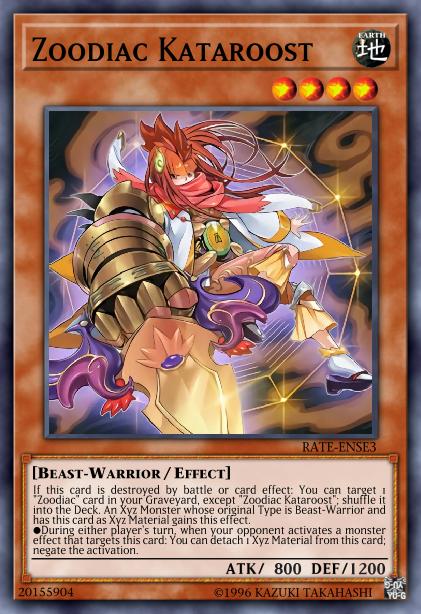 Zoodiac Kataroost
EARTH
地
RATE-ENSE3
[Beast-Warrior / Effect]
If this card is destroyed by battle or card effect: You can target 1
"Zoodiac" card in your Graveyard, except "Zoodiac Kataroost"; shuffle it
into the Deck. An Xyz Monster whose original Type is Beast-Warrior and
has this card as Xyz Material gains this effect.
●During either player's turn, when your opponent activates a monster
effect that targets this card: You can detach 1 Xyz Material from this card;
negate the activation.
ATK/ 800 DEF/1200
20155904
©1996 KAZUKI TAKAHASHI